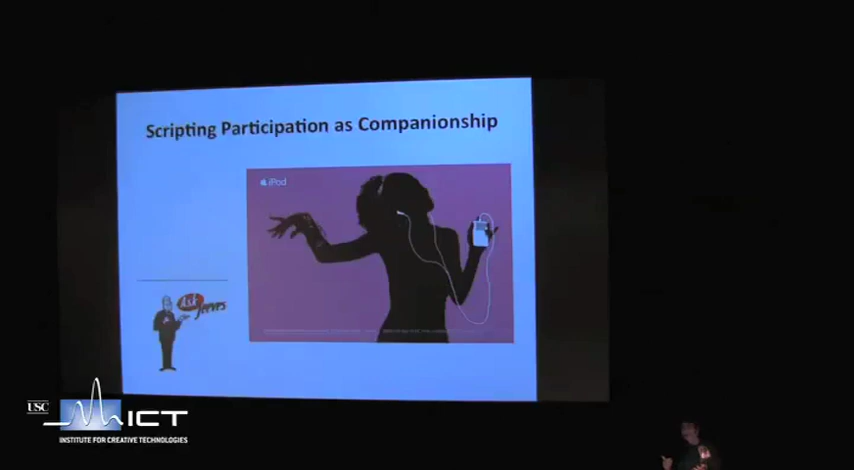 Scripting Participation as Companionship
iPod
Ask
Jeeves
USC
ICT
INSTITUTE FOR CREATIVE TECHNOLOGIES